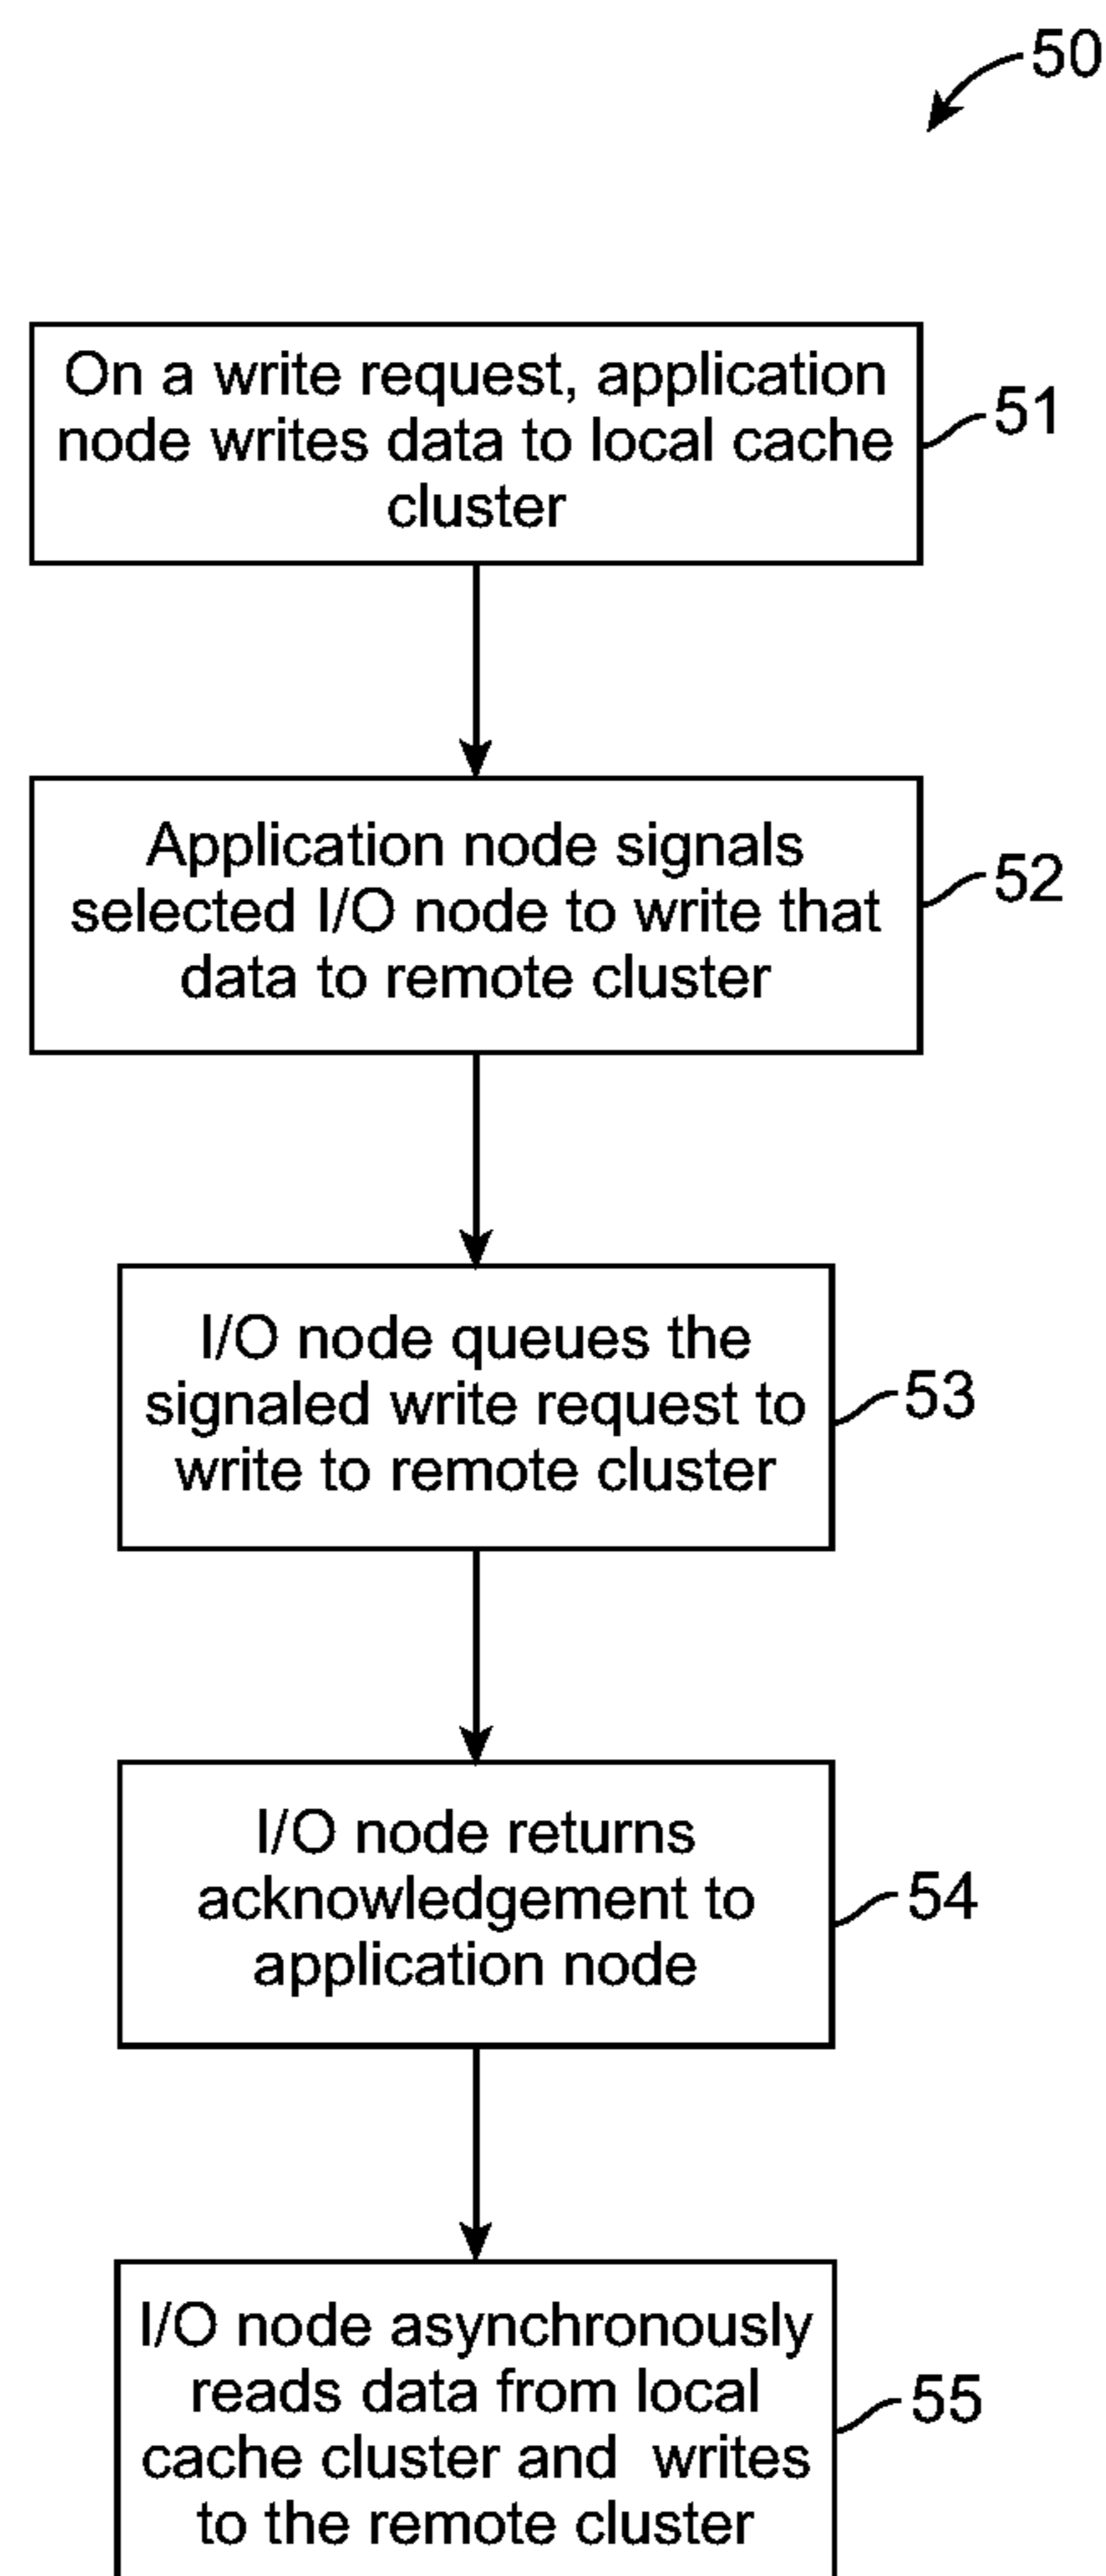 50
On a write request, application
node writes data to local cache
cluster
51
Application node signals
selected I/O node to write that
data to remote cluster
52
I/O node queues the
signaled write request to
write to remote cluster
53
I/O node returns
acknowledgement to
application node
54
I/O node asynchronously
reads data from local
cache cluster and writes
to the remote cluster
55